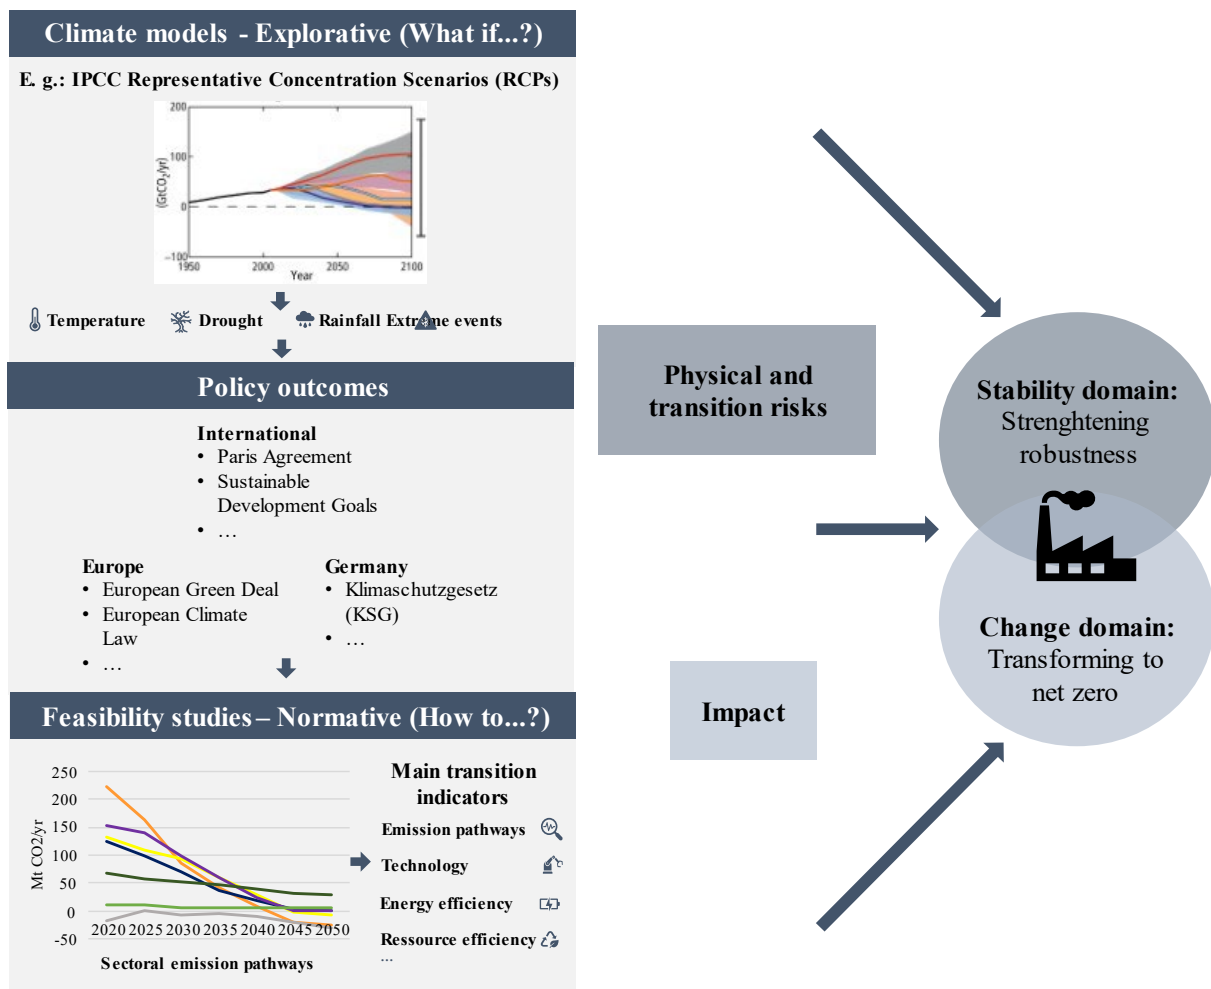 Climate models - Explorative (What if...?)
E. g.: IPCC Representative Concentration Scenarios (RCPs)
200
100
0
−100
(GtCO2/yr)
1950
2000
2050
2100
Year
Temperature
Drought
Rainfall
Extreme events
Policy outcomes
International
• Paris Agreement
• Sustainable
Development Goals
• …
Europe
• European Green Deal
• European Climate
Law
• …
Germany
• Klimaschutzgesetz
(KSG)
• …
Feasibility studies – Normative (How to...?)
250
200
150
100
50
0
-50
Mt CO2/yr
2020 2025 2030 2035 2040 2045 2050
Sectoral emission pathways
Main transition
indicators
Emission pathways
Technology
Energy efficiency
Ressource efficiency
...
Physical and
transition risks
Impact
Stability domain:
Strenghtening
robustness
Change domain:
Transforming to
net zero